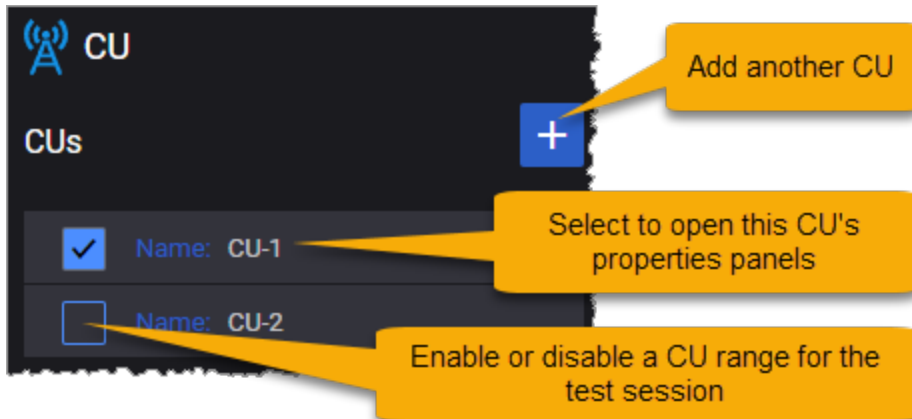 CU
Add another CU
CUs
+
Select to open this CU's
properties panels
Name: CU-1
Name: CU-2
Enable or disable a CU range for the
test session